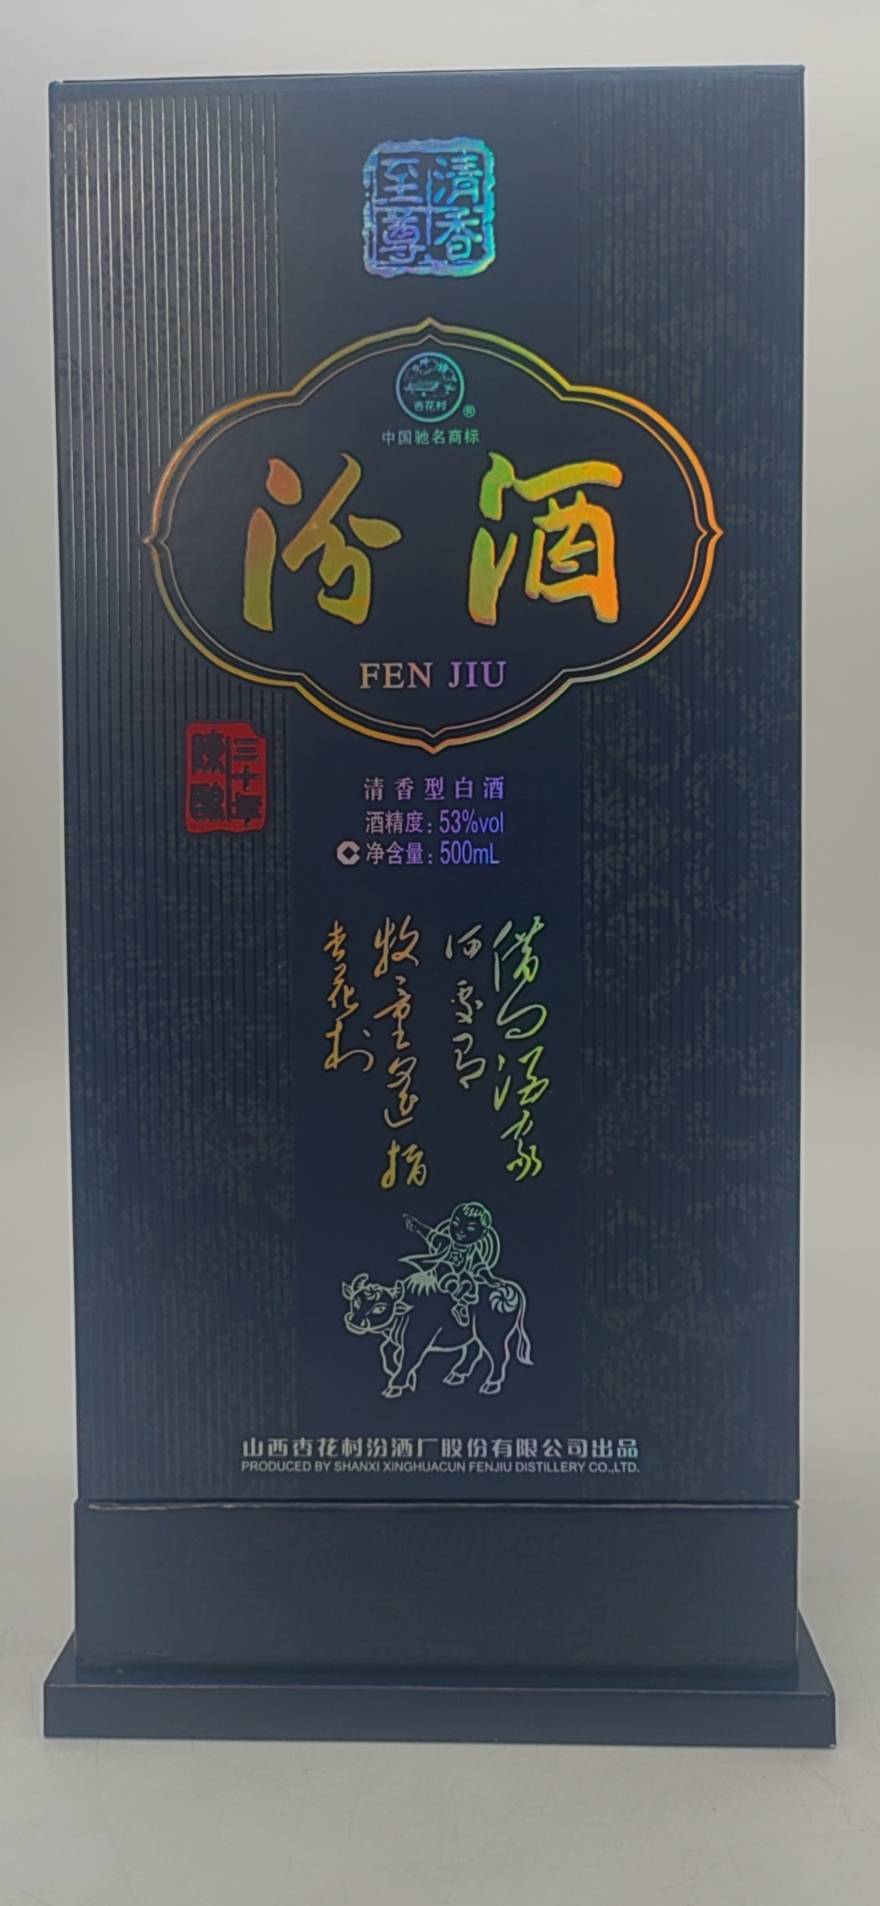 清香
至尊
杏花村
®
中国驰名商标
汾酒
FEN JIU
三十年
陳釀
清香型白酒
酒精度：53%vol
净含量：500mL
借问酒家
何处有
牧童遥指
杏花村
山西杏花村汾酒厂股份有限公司出品
PRODUCED BY SHANXI XINGHUACUN FENJIU DISTILLERY CO.,LTD.